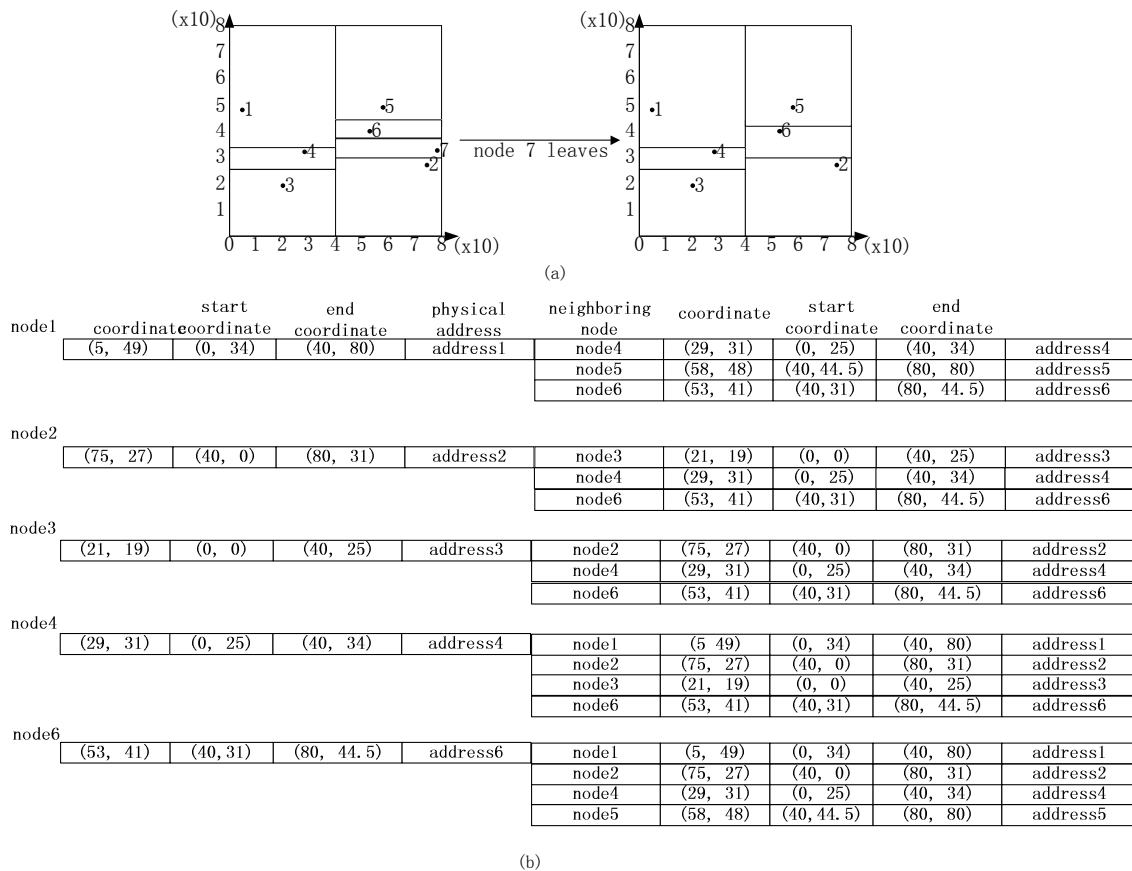 (x10) 8 (x10) 8
7 7
6 6
5 1 5 5 1 5
4 6 4 6
3 4 7 node 7 leaves 3 4
2 3 2 2 3 2
1 1
0 1 2 3 4 5 6 7 8 (x10) 0 1 2 3 4 5 6 7 8 (x10)
(a)
node1 coordinate start coordinate end coordinate physical address neighboring node coordinate start coordinate end coordinate
(5, 49) (0, 34) (40, 80) address1 node4 (29, 31) (0, 25) (40, 34) address4
node5 (58, 48) (40,44.5) (80, 80) address5
node6 (53, 41) (40,31) (80, 44.5) address6
node2
(75, 27) (40, 0) (80, 31) address2 node3 (21, 19) (0, 0) (40, 25) address3
node4 (29, 31) (0, 25) (40, 34) address4
node6 (53, 41) (40,31) (80, 44.5) address6
node3
(21, 19) (0, 0) (40, 25) address3 node2 (75, 27) (40, 0) (80, 31) address2
node4 (29, 31) (0, 25) (40, 34) address4
node6 (53, 41) (40,31) (80, 44.5) address6
node4
(29, 31) (0, 25) (40, 34) address4 node1 (5 49) (0, 34) (40, 80) address1
node2 (75, 27) (40, 0) (80, 31) address2
node3 (21, 19) (0, 0) (40, 25) address3
node6 (53, 41) (40,31) (80, 44.5) address6
node6
(53, 41) (40,31) (80, 44.5) address6 node1 (5, 49) (0, 34) (40, 80) address1
node2 (75, 27) (40, 0) (80, 31) address2
node4 (29, 31) (0, 25) (40, 34) address4
node5 (58, 48) (40,44.5) (80, 80) address5
(b)